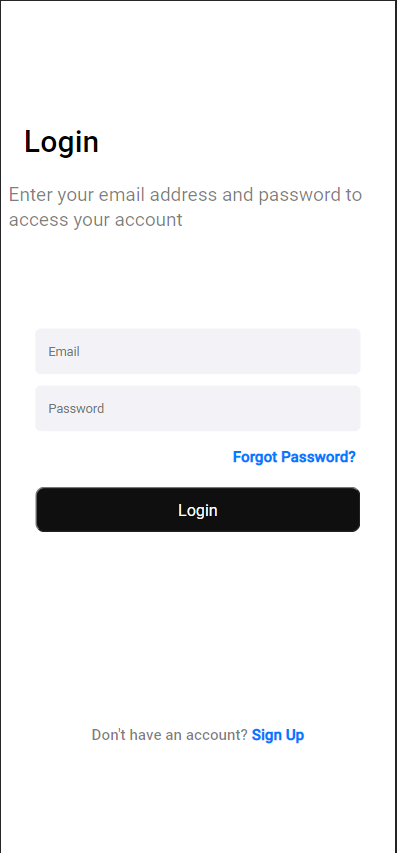 Login
Enter your email address and password to
access your account
Email
Password
Forgot Password?
Login
Don't have an account? Sign Up